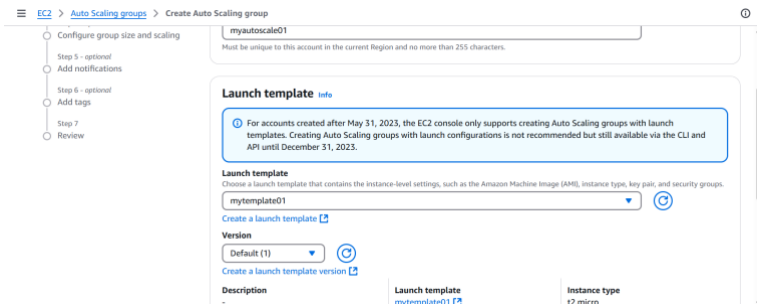 EC2 > Auto Scaling groups > Create Auto Scaling group
Configure group size and scaling
Step 5 - optional
Add notifications
Step 6 - optional
Add tags
Step 7
Review
myautoscale01
Must be unique to this account in the current Region and no more than 255 characters.
Launch template Info
For accounts created after May 31, 2023, the EC2 console only supports creating Auto Scaling groups with launch
templates. Creating Auto Scaling groups with launch configurations is not recommended but still available via the CLI and
API until December 31, 2023.
Launch template
Choose a launch template that contains the instance-level settings, such as the Amazon Machine Image (AMI), instance type, key pair, and security groups.
mytemplate01
Create a launch template
Version
Default (1)
Create a launch template version
Description Launch template Instance type
- mytemplate01 t2.micro